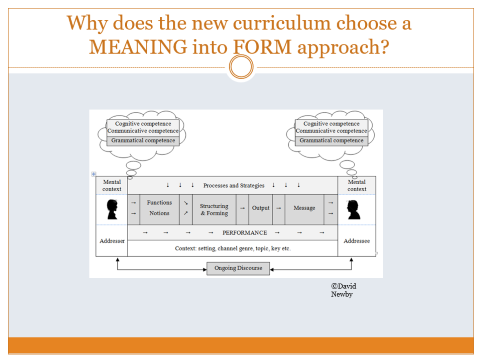 Why does the new curriculum choose a
MEANING into FORM approach?
Cognitive competence
Communicative competence
Grammatical competence
Cognitive competence
Communicative competence
Grammatical competence
Mental
context
↓ ↓ ↓ Processes and Strategies ↓ ↓ ↓
Mental
context
→ Functions ↘ Structuring → Output → Message →
→ Notions ↗ & Forming →
Addresser
→ → → → PERFORMANCE → → →
Addressee
Context: setting, channel genre, topic, key etc.
Ongoing Discourse
©David
Newby